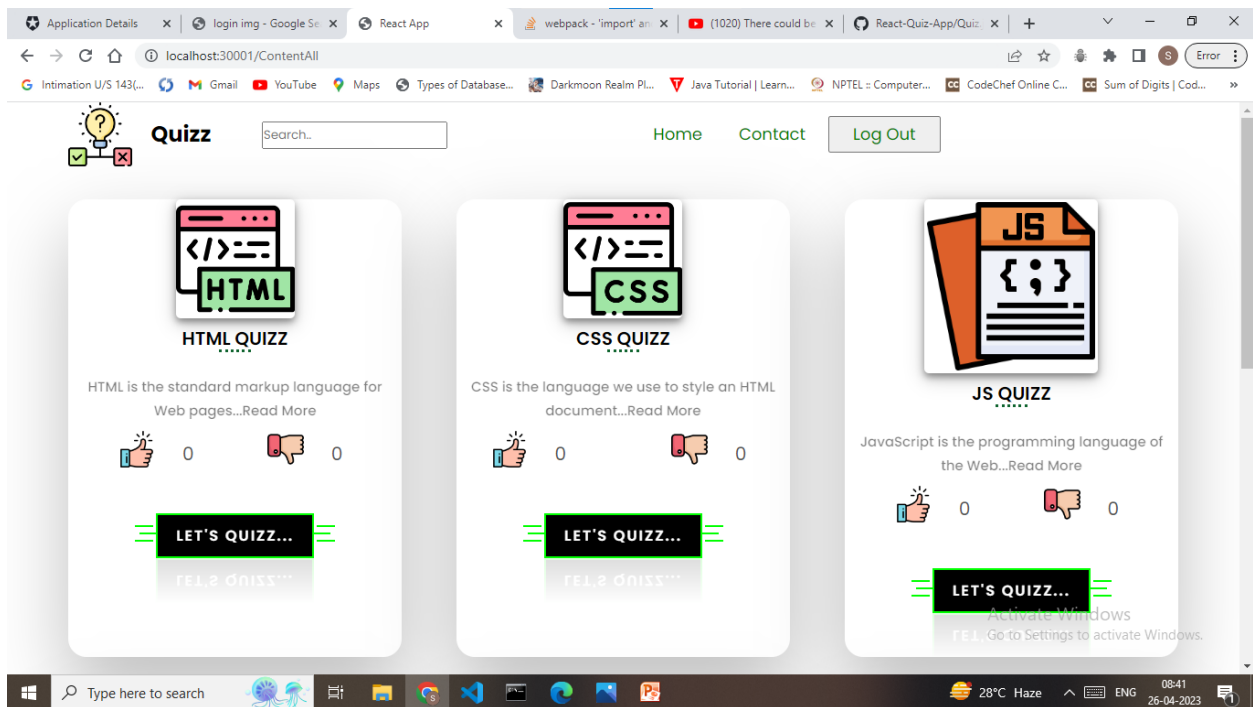 Application Details
login img - Google Se
React App
webpack - 'import' an
(1020) There could be
React-Quiz-App/Quiz_
localhost:30001/ContentAll
S
Error
Intimation U/S 143(...
Gmail
YouTube
Maps
Types of Database...
Darkmoon Realm Pl...
Java Tutorial | Learn...
NPTEL :: Computer...
CodeChef Online C...
Sum of Digits | Cod...
Quizz
Search..
Home
Contact
Log Out
HTML
HTML QUIZZ
HTML is the standard markup language for
Web pages...Read More
0
0
LET'S QUIZZ...
CSS
CSS QUIZZ
CSS is the language we use to style an HTML
document...Read More
0
0
LET'S QUIZZ...
JS
JS QUIZZ
JavaScript is the programming language of
the Web...Read More
0
0
LET'S QUIZZ...
Activate Windows
Go to Settings to activate Windows.
Type here to search
28°C Haze
ENG
08:41
26-04-2023
1